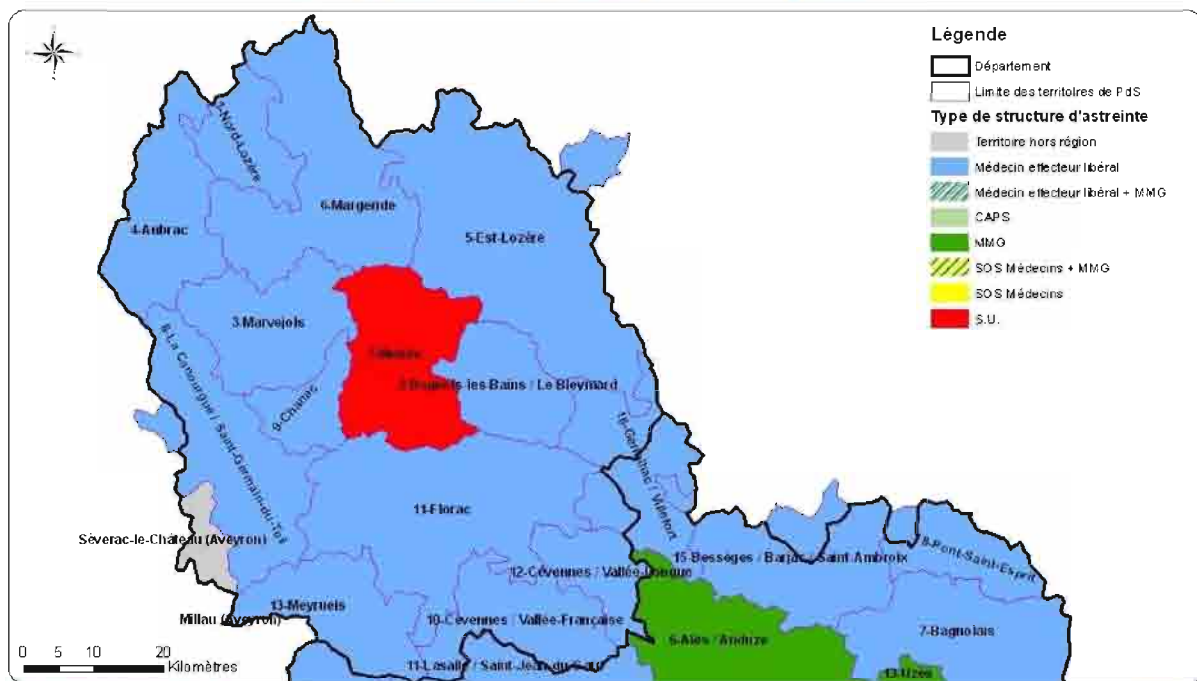 Légende
Département
Limite des territoires de PdS
Type de structure d'astreinte
Territoire hors région
Médecin effecteur libéral
Médecin effecteur libéral + MMG
CAPS
MMG
SOS Médecins + MMG
SOS Médecins
S.U.
7-Nord-Lozère
6-Margeride
4-Aubrac
5-Est-Lozère
3-Marvejols
les-Bains / Le Bleymard
9-Chanac
8-La Canourgue / Saint-Germain-du-Teil
16-Génolhac / Villefort
11-Florac
Séverac-le-Château (Aveyron)
15-Bessèges / Barjac / Saint-Ambroix
8-Pont-Saint-Esprit
12-Cévennes / Vallée-Longue
13-Meyrueis
Millau (Aveyron)
10-Cévennes / Vallée-Française
6-Alès / Anduze
7-Bagnolais
11-Lasalle / Saint-Jean-du-Gard
13-Uzès
0 5 10 20
Kilomètres